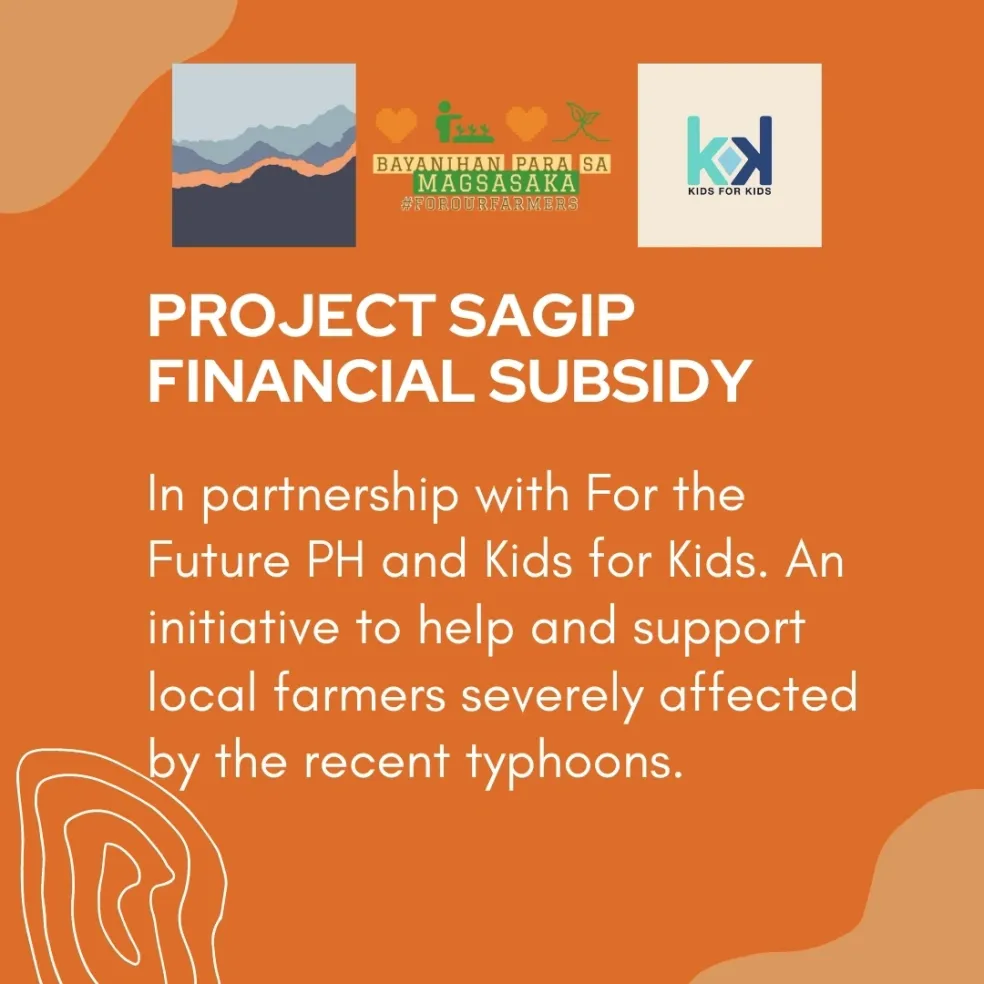 BAYANIHAN PARA SA
MAGSASAKA
#FOROURFARMERS
KIDS FOR KIDS
PROJECT SAGIP
FINANCIAL SUBSIDY
In partnership with For the
Future PH and Kids for Kids. An
initiative to help and support
local farmers severely affected
by the recent typhoons.